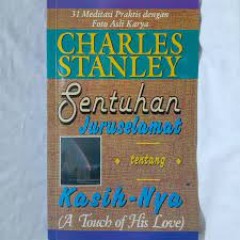 31 Meditasi Praktis dengan
Foto Asli Karya
CHARLES
STANLEY
Sentuhan
Juruselamat
tentang
Kasih-Nya
(A Touch of His Love)